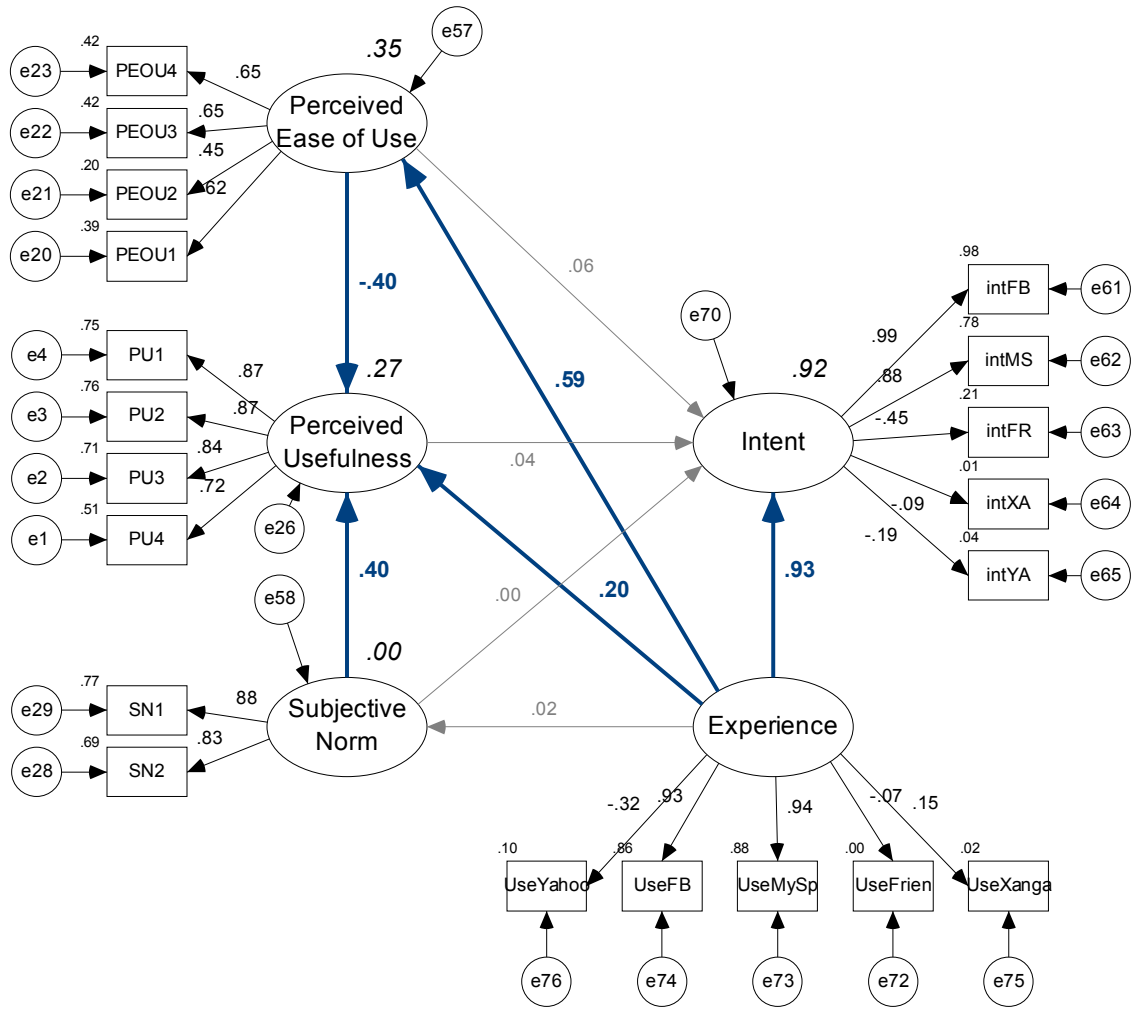 e57
.35
.42
e23
PEOU4
.65
Perceived
Ease of Use
.42
e22
PEOU3
.65
.20
e21
PEOU2
.45
.39
e20
PEOU1
.62
-.40
.06
.59
e70
.92
Intent
.98
intFB
e61
.99
.78
intMS
e62
.88
.21
intFR
e63
-.45
.01
intXA
e64
-.09
.04
intYA
e65
-.19
.75
e4
PU1
.87
.27
Perceived
Usefulness
.76
e3
PU2
.87
.71
e2
PU3
.84
.51
e1
PU4
.72
e26
.04
.40
.00
.20
.93
e58
.00
.77
e29
SN1
88
Subjective
Norm
.69
e28
SN2
.83
.02
Experience
-.32
.93
.94
-.07
.15
.10
.86
.88
.00
.02
UseYahoo
UseFB
UseMySp
UseFrien
UseXanga
e76
e74
e73
e72
e75